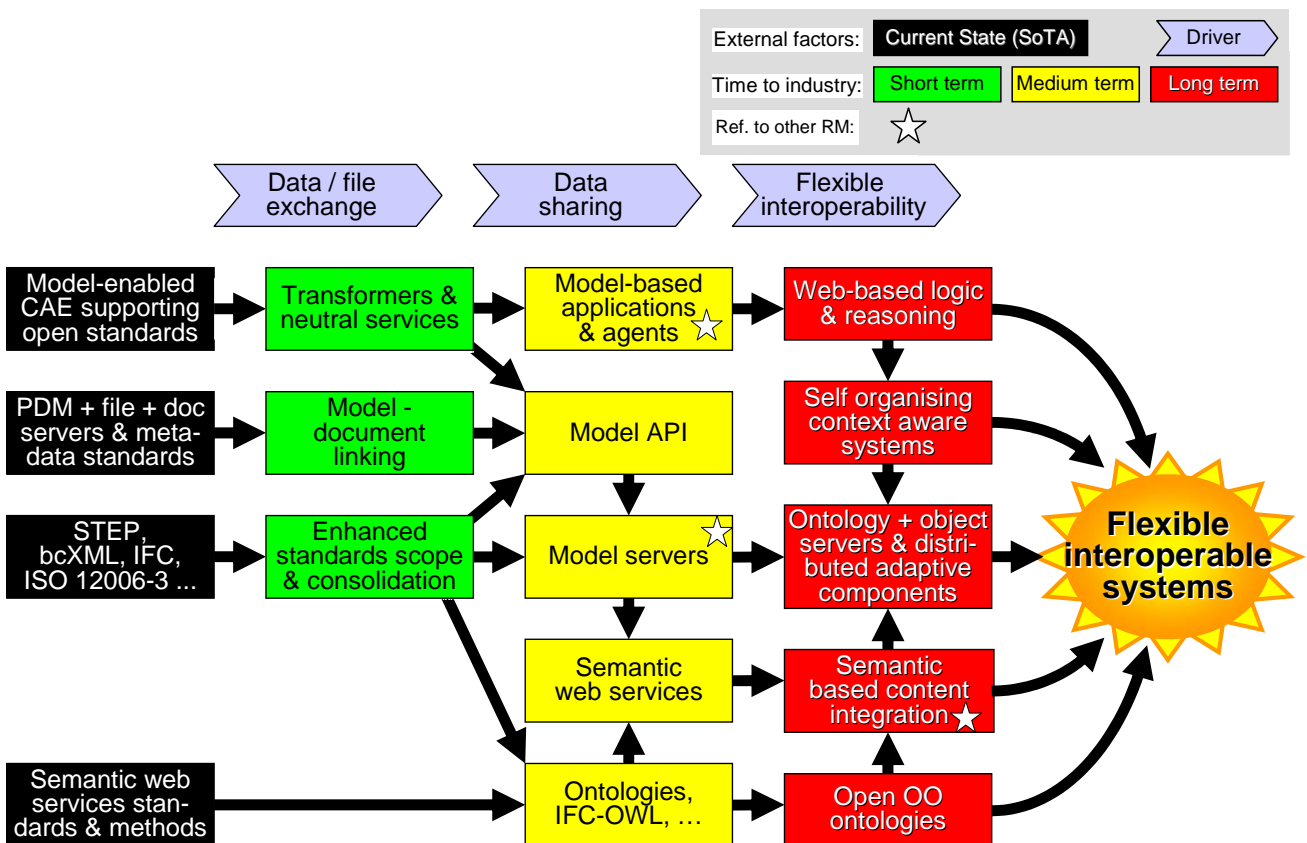 External factors:
Current State (SoTA)
Driver
Time to industry:
Short term
Medium term
Long term
Ref. to other RM:
Data / file
exchange
Data
sharing
Flexible
interoperability
Model-enabled
CAE supporting
open standards
Transformers &
neutral services
Model-based
applications
& agents
Web-based logic
& reasoning
PDM + file + doc
servers & meta-
data standards
Model -
document
linking
Model API
Self organising
context aware
systems
STEP,
bcXML, IFC,
ISO 12006-3 ...
Enhanced
standards scope
& consolidation
Model servers
Ontology + object
servers & distri-
buted adaptive
components
Flexible
interoperable
systems
Semantic
web services
Semantic
based content
integration
Semantic web
services stan-
dards & methods
Ontologies,
IFC-OWL, …
Open OO
ontologies